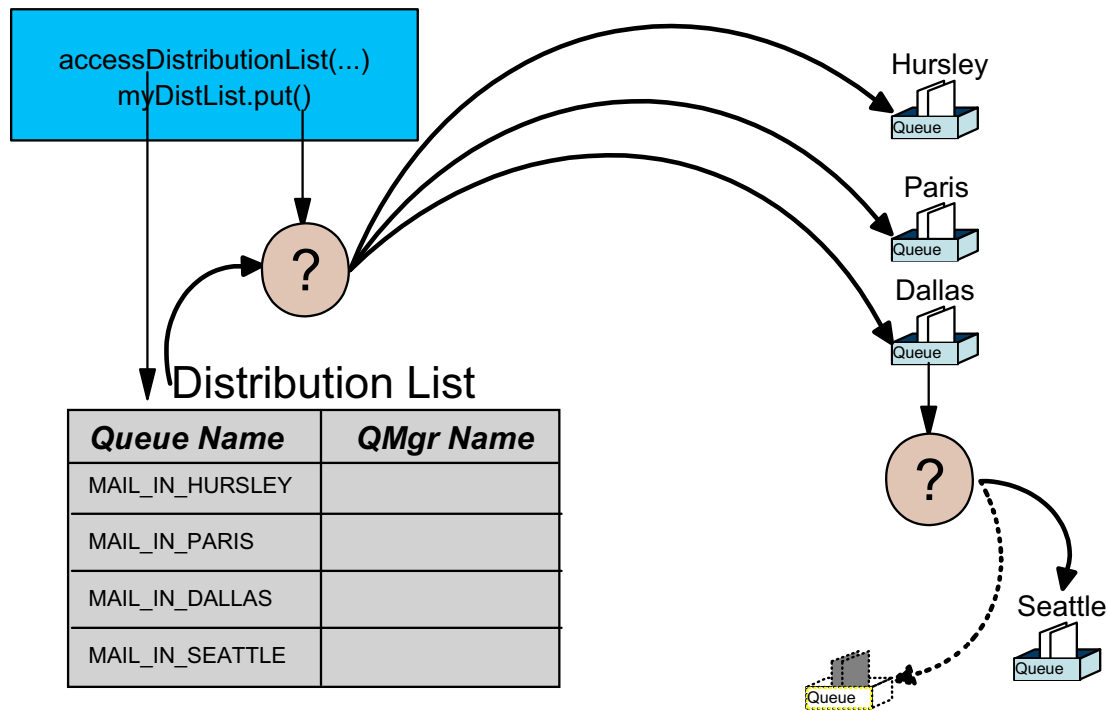 accessDistributionList(...)
myDistList.put()
Hursley
Queue
Paris
Queue
?
Dallas
Queue
Distribution List
Queue Name QMgr Name
MAIL_IN_HURSLEY
MAIL_IN_PARIS
MAIL_IN_DALLAS
MAIL_IN_SEATTLE
?
Seattle
Queue
Queue